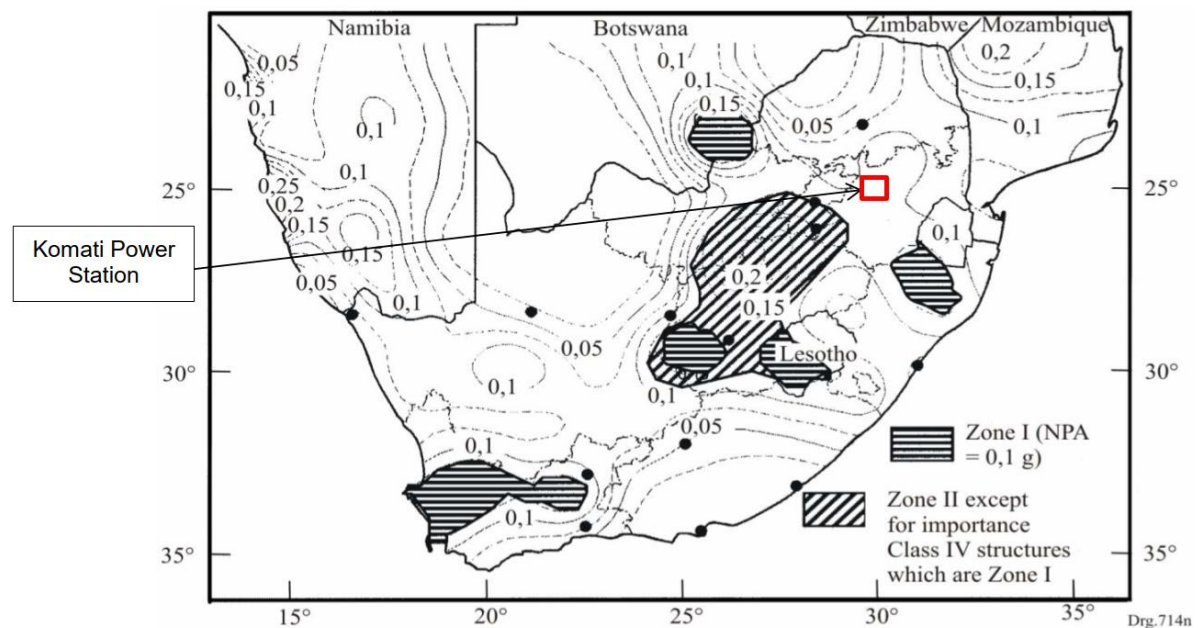 Namibia
Botswana
Zimbabwe
Mozambique
0,05
0,15
0,1
0,1
0,1
0,25
0,2
0,15
0,15
0,05
0,1
0,1
0,1
0,15
0,05
0,2
0,15
0,1
0,1
0,2
0,15
0,05
0,1
0,1
0,05
0,1
0,1
Lesotho
Komati Power
Station
25°
30°
35°
25°
30°
35°
15°
20°
25°
30°
35°
Zone I (NPA
= 0,1 g)
Zone II except
for importance
Class IV structures
which are Zone I
Drg.714n